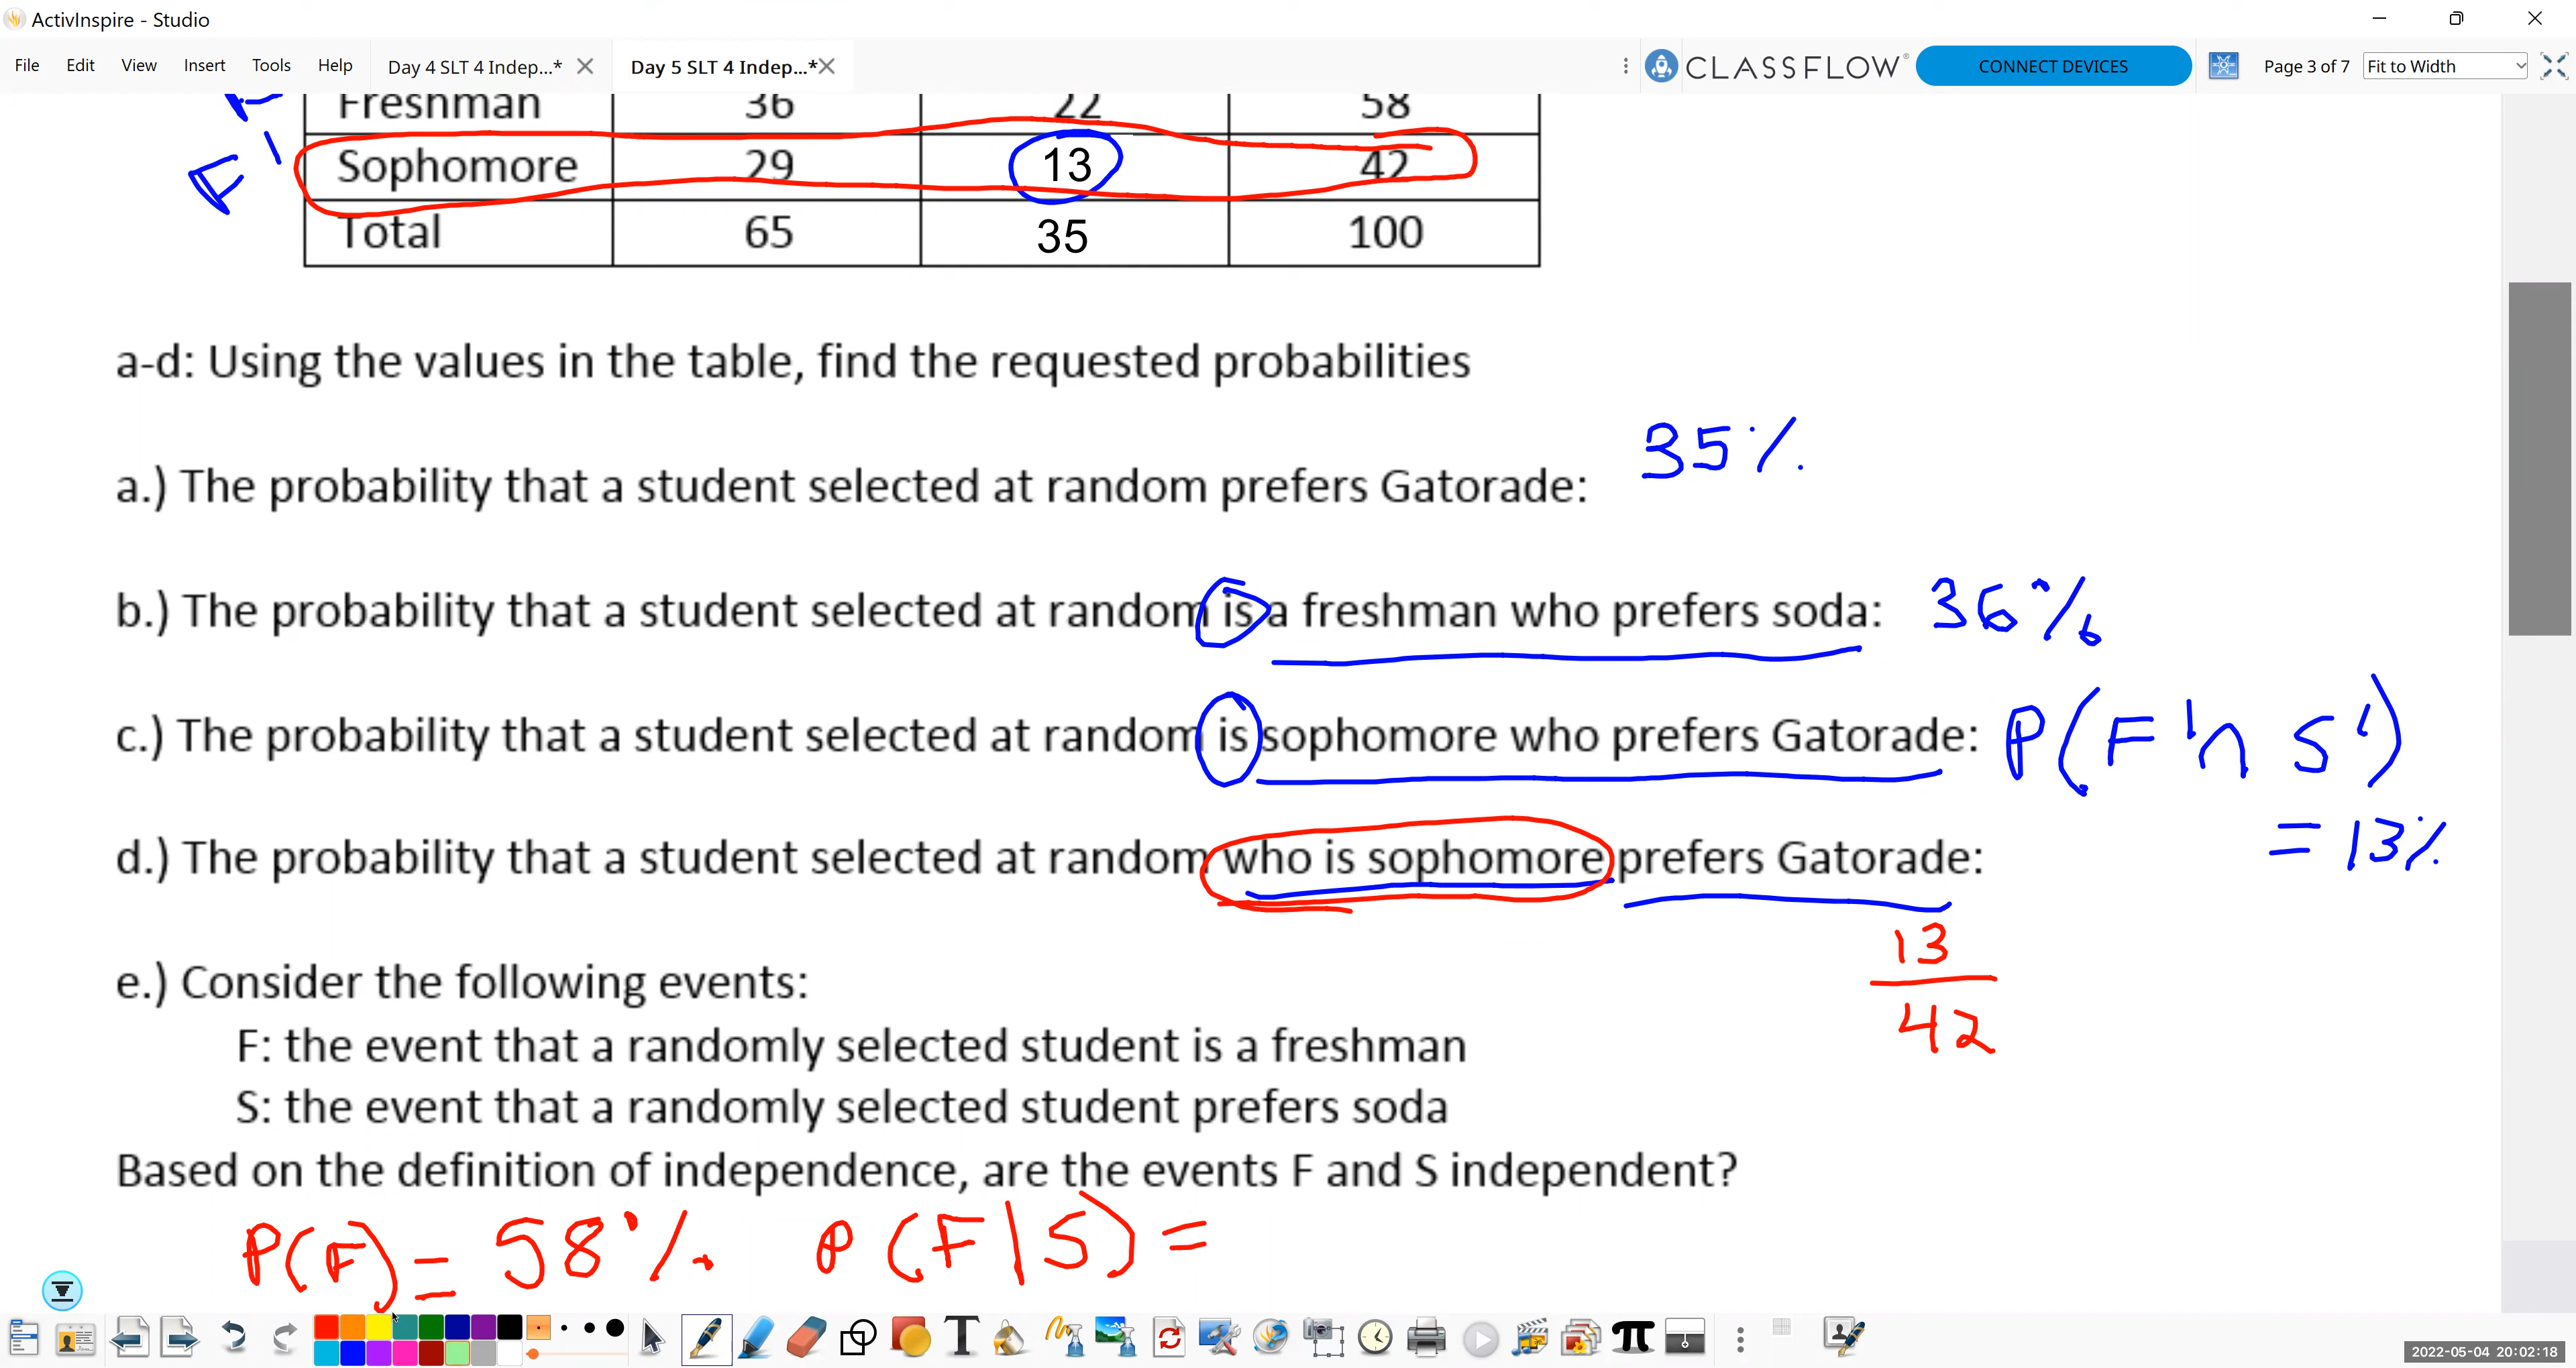 ActivInspire - Studio
File Edit View Insert Tools Help Day 4 SLT 4 Indep...* Day 5 SLT 4 Indep...* CLASSFLOW CONNECT DEVICES Page 3 of 7 Fit to Width
Freshman 36 22 58
F' Sophomore 29 13 42
Total 65 35 100
a-d: Using the values in the table, find the requested probabilities
35%
a.) The probability that a student selected at random prefers Gatorade:
b.) The probability that a student selected at random is a freshman who prefers soda: 36%
c.) The probability that a student selected at random is sophomore who prefers Gatorade: P(F'∩ S')
= 13%
d.) The probability that a student selected at random who is sophomore prefers Gatorade:
13
42
e.) Consider the following events:
F: the event that a randomly selected student is a freshman
S: the event that a randomly selected student prefers soda
Based on the definition of independence, are the events F and S independent?
P(F) = 58% P(F|S) =
2022-05-04 20:02:18